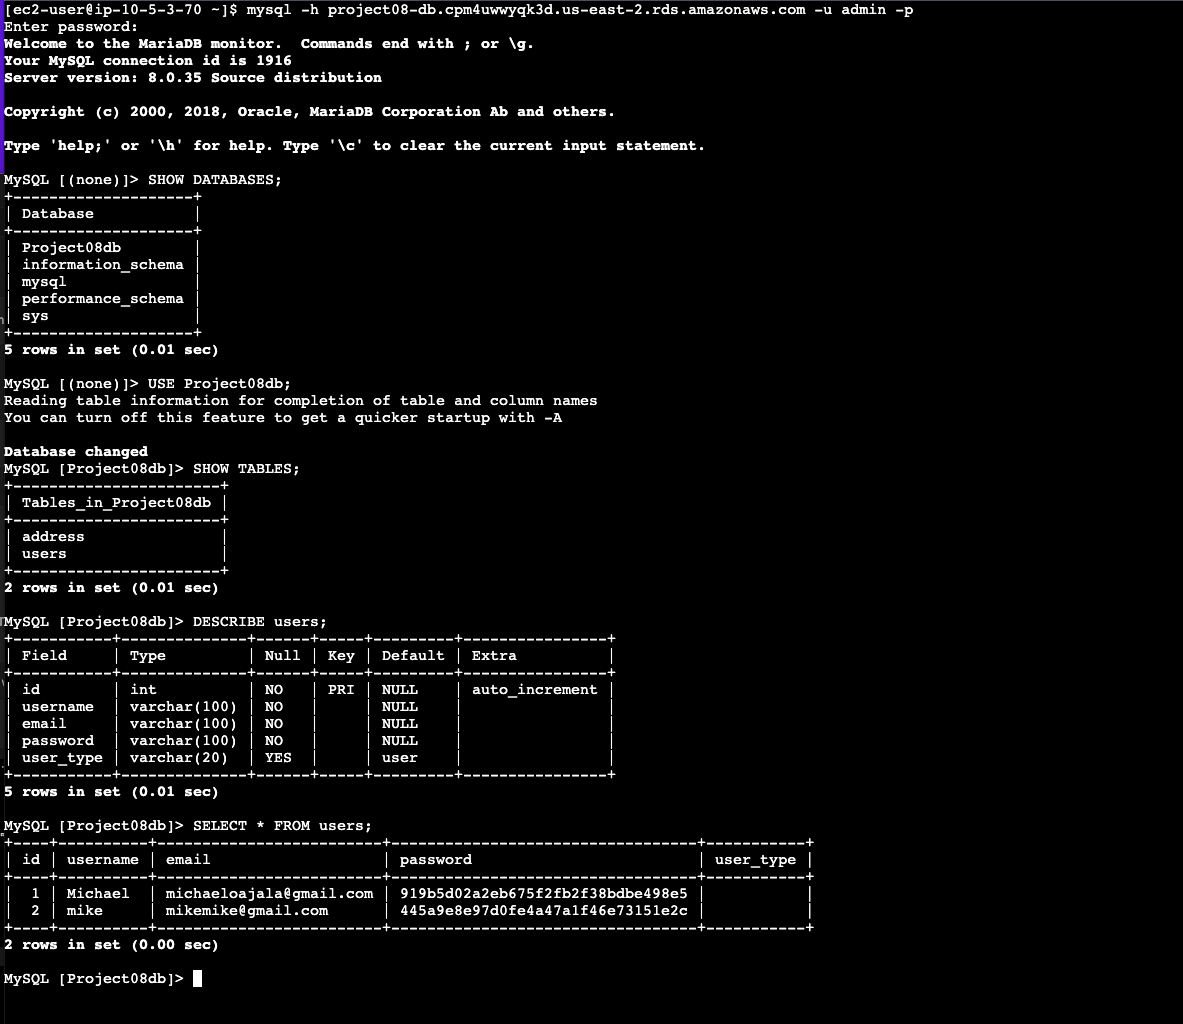 [ec2-user@ip-10-5-3-70 ~]$ mysql -h project08-db.cpm4uwwyqk3d.us-east-2.rds.amazonaws.com -u admin -p
Enter password:
Welcome to the MariaDB monitor.  Commands end with ; or \g.
Your MySQL connection id is 1916
Server version: 8.0.35 Source distribution

Copyright (c) 2000, 2018, Oracle, MariaDB Corporation Ab and others.

Type 'help;' or '\h' for help. Type '\c' to clear the current input statement.

MySQL [(none)]> SHOW DATABASES;
+--------------------+
| Database           |
+--------------------+
| Project08db        |
| information_schema |
| mysql              |
| performance_schema |
| sys                |
+--------------------+
5 rows in set (0.01 sec)

MySQL [(none)]> USE Project08db;
Reading table information for completion of table and column names
You can turn off this feature to get a quicker startup with -A

Database changed
MySQL [Project08db]> SHOW TABLES;
+-----------------------+
| Tables_in_Project08db |
+-----------------------+
| address               |
| users                 |
+-----------------------+
2 rows in set (0.01 sec)

MySQL [Project08db]> DESCRIBE users;
+-----------+--------------+------+-----+---------+----------------+
| Field     | Type         | Null | Key | Default | Extra          |
+-----------+--------------+------+-----+---------+----------------+
| id        | int          | NO   | PRI | NULL    | auto_increment |
| username  | varchar(100) | NO   |     | NULL    |                |
| email     | varchar(100) | NO   |     | NULL    |                |
| password  | varchar(100) | NO   |     | NULL    |                |
| user_type | varchar(20)  | YES  |     | user    |                |
+-----------+--------------+------+-----+---------+----------------+
5 rows in set (0.01 sec)

MySQL [Project08db]> SELECT * FROM users;
+----+----------+-------------------------+----------------------------------+-----------+
| id | username | email                   | password                         | user_type |
+----+----------+-------------------------+----------------------------------+-----------+
|  1 | Michael  | michaeloajala@gmail.com | 919b5d02a2eb675f2fb2f38bdbe498e5 |           |
|  2 | mike     | mikemike@gmail.com      | 445a9e8e97d0fe4a47a1f46e73151e2c |           |
+----+----------+-------------------------+----------------------------------+-----------+
2 rows in set (0.00 sec)

MySQL [Project08db]>